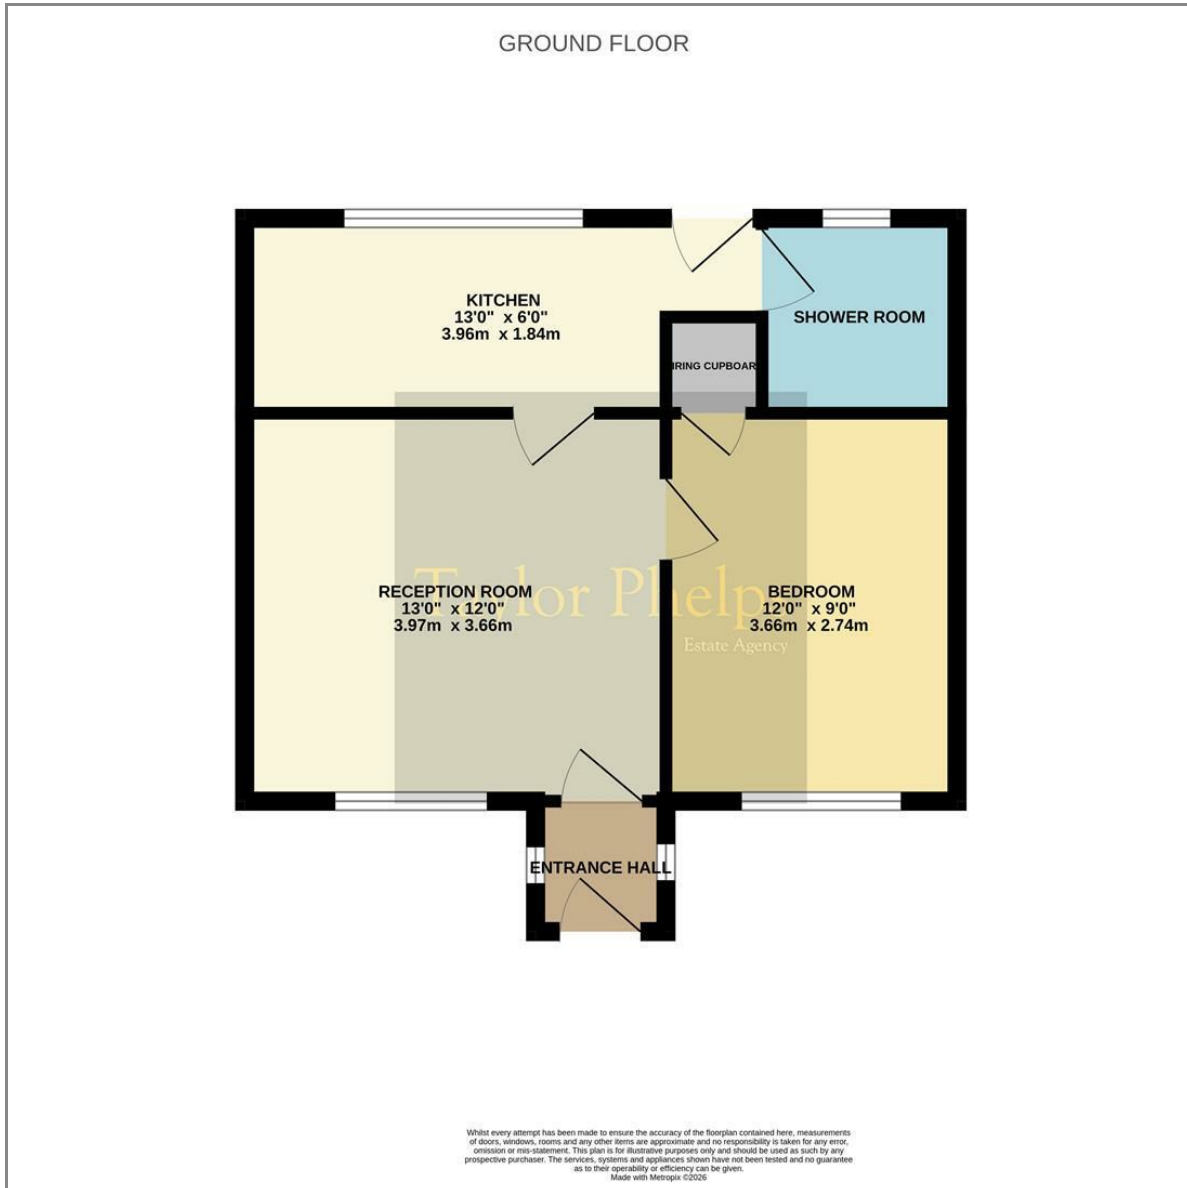 GROUND FLOOR
KITCHEN
13'0" x 6'0"
3.96m x 1.84m
SHOWER ROOM
IRING CUPBOAR
RECEPTION ROOM
13'0" x 12'0"
3.97m x 3.66m
Taylor Phelps
Estate Agency
BEDROOM
12'0" x 9'0"
3.66m x 2.74m
ENTRANCE HALL
Whilst every attempt has been made to ensure the accuracy of the floorplan contained here, measurements
of doors, windows, rooms and any other items are approximate and no responsibility is taken for any error,
omission or mis-statement. This plan is for illustrative purposes only and should be used as such by any
prospective purchaser. The services, systems and appliances shown have not been tested and no guarantee
as to their operability or efficiency can be given.
Made with Metropix ©2026